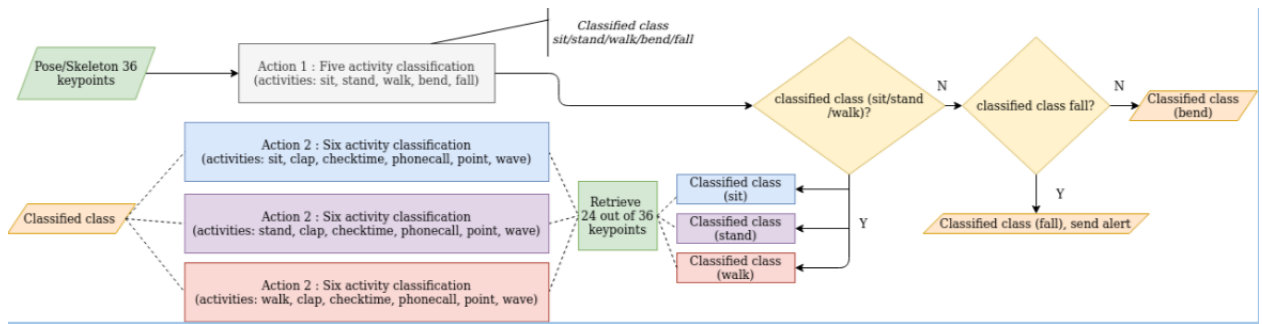 Classified class
sit/stand/walk/bend/fall
Pose/Skeleton 36
keypoints
Action 1 : Five activity classification
(activities: sit, stand, walk, bend, fall)
classified class (sit/stand
/walk)?
N
classified class fall?
N
Classified class
(bend)
Y
Classified class (fall), send alert
Y
Classified class
(sit)
Classified class
(stand)
Classified class
(walk)
Retrieve
24 out of 36
keypoints
Action 2 : Six activity classification
(activities: sit, clap, checktime, phonecall, point, wave)
Action 2 : Six activity classification
(activities: stand, clap, checktime, phonecall, point, wave)
Action 2 : Six activity classification
(activities: walk, clap, checktime, phonecall, point, wave)
Classified class